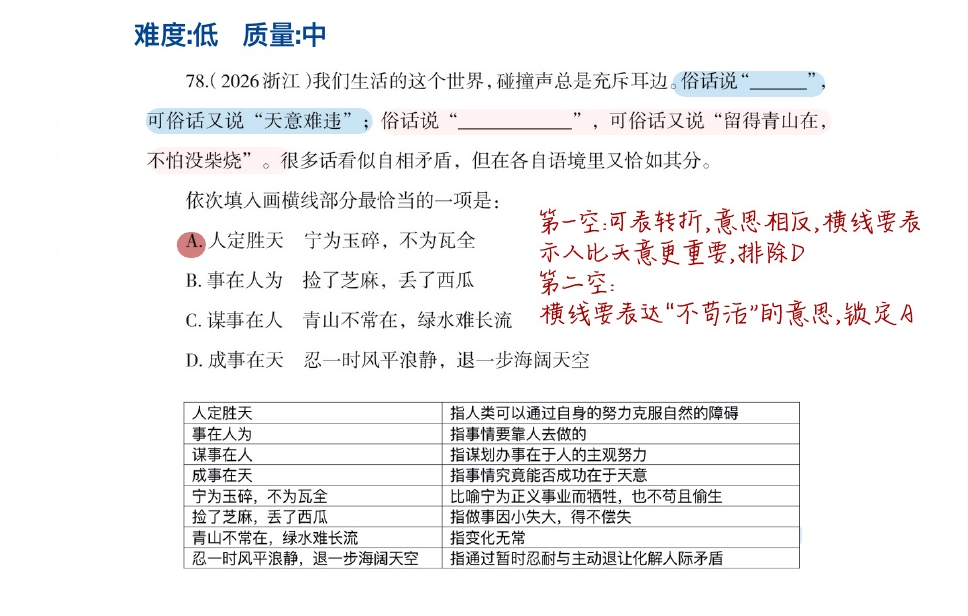 难度:低 质量:中
78.(2026浙江)我们生活的这个世界,碰撞声总是充斥耳边。俗话说“______”,
可俗话又说“天意难违”;俗话说“____________”,可俗话又说“留得青山在,
不怕没柴烧”。很多话看似自相矛盾,但在各自语境里又恰如其分。
依次填入画横线部分最恰当的一项是:
A. 人定胜天 宁为玉碎,不为瓦全
B. 事在人为 捡了芝麻,丢了西瓜
C. 谋事在人 青山不常在,绿水难长流
D. 成事在天 忍一时风平浪静,退一步海阔天空
第一空:可表转折,意思相反,横线要表
示人比天意更重要,排除D
第二空:
横线要表达“不苟活”的意思,锁定A
人定胜天 指人类可以通过自身的努力克服自然的障碍
事在人为 指事情要靠人去做的
谋事在人 指谋划办事在于人的主观努力
成事在天 指事情究竟能否成功在于天意
宁为玉碎,不为瓦全 比喻宁为正义事业而牺牲,也不苟且偷生
捡了芝麻,丢了西瓜 指做事因小失大,得不偿失
青山不常在,绿水难长流 指变化无常
忍一时风平浪静,退一步海阔天空 指通过暂时忍耐与主动退让化解人际矛盾